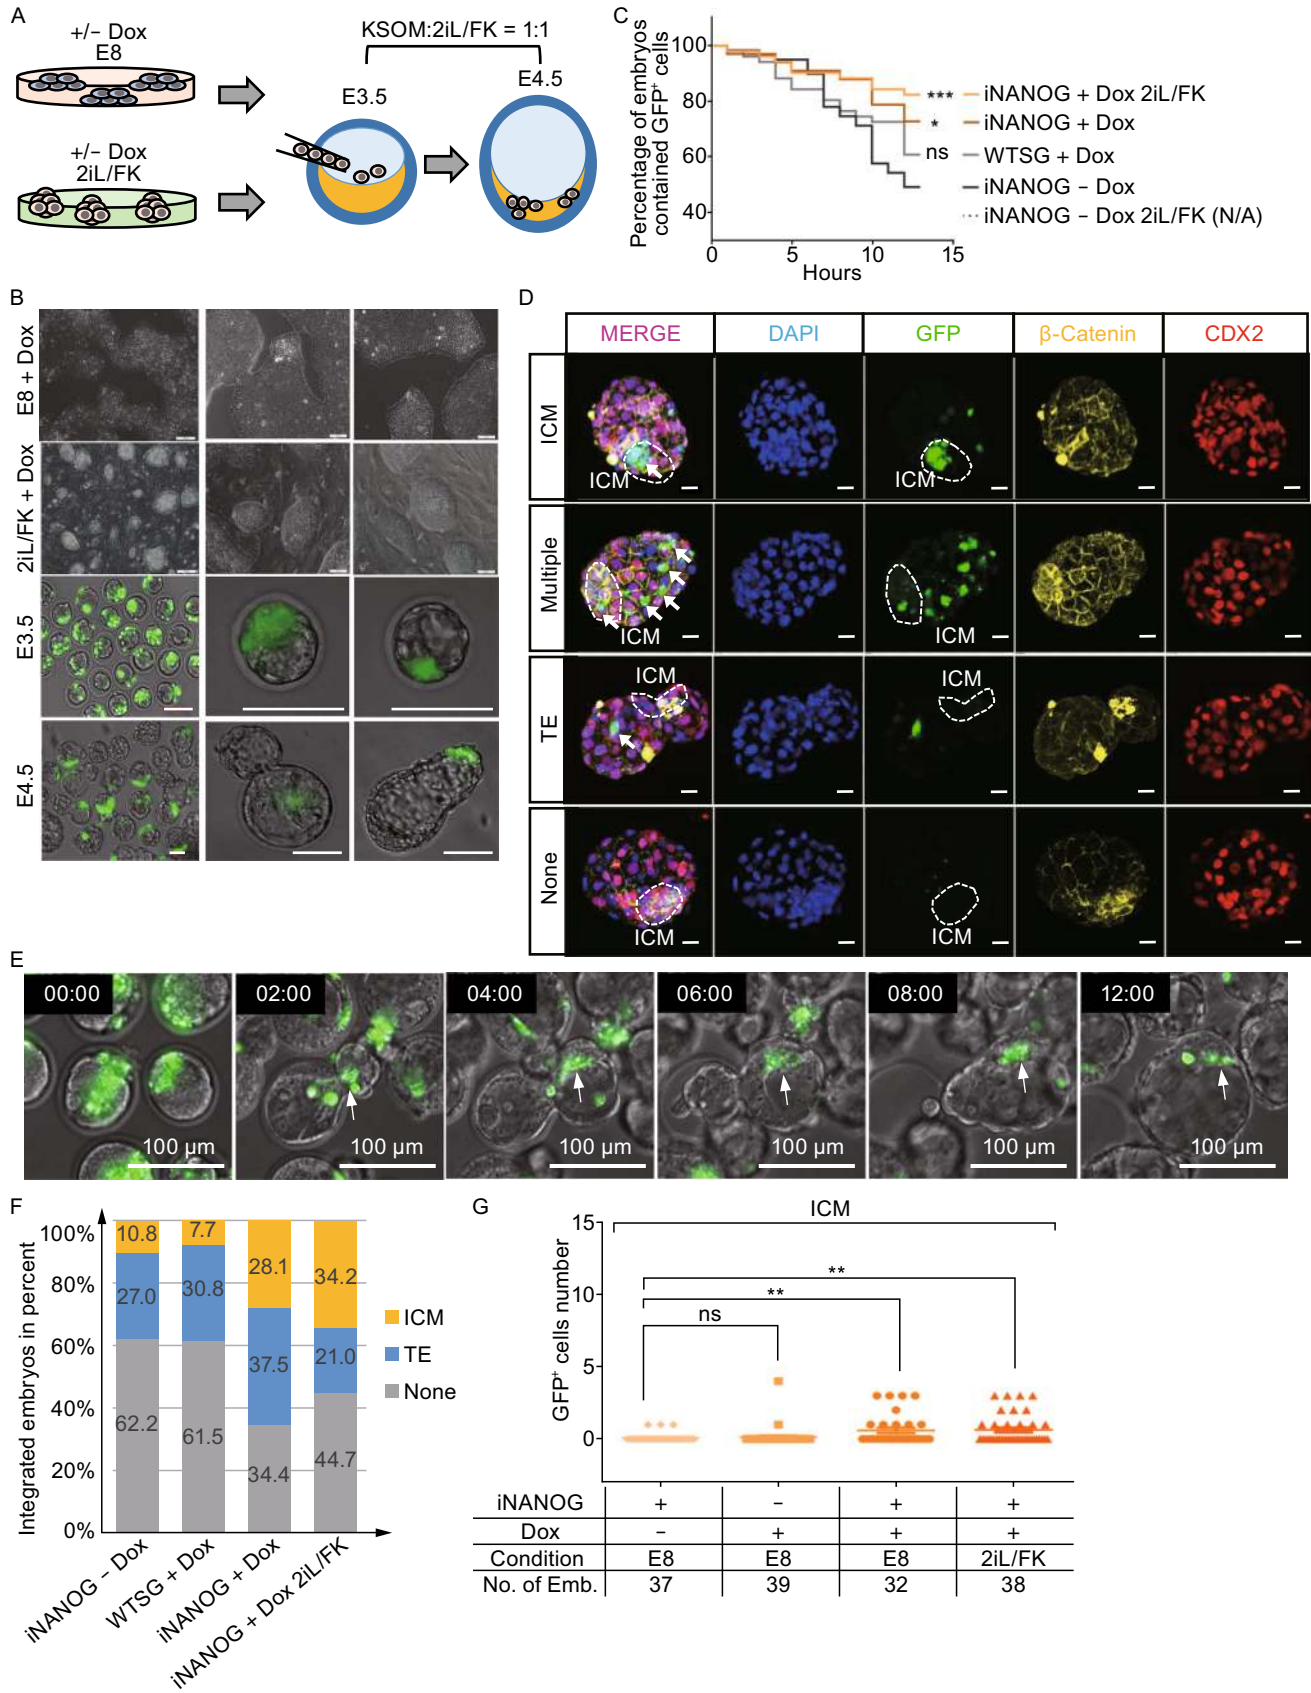 A
+/− Dox
E8
+/− Dox
2iL/FK
KSOM:2iL/FK = 1:1
E3.5
E4.5
C
Percentage of embryos
contained GFP+ cells
100
80
60
40
0
5
10
15
Hours
***
*
ns
iNANOG + Dox 2iL/FK
iNANOG + Dox
WTSG + Dox
iNANOG − Dox
iNANOG − Dox 2iL/FK (N/A)
B
E8 + Dox
2iL/FK + Dox
E3.5
E4.5
D
MERGE
DAPI
GFP
β-Catenin
CDX2
ICM
ICM
ICM
Multiple
ICM
ICM
TE
ICM
ICM
None
ICM
ICM
E
00:00
02:00
04:00
06:00
08:00
12:00
100 µm
100 µm
100 µm
100 µm
100 µm
100 µm
F
Integrated embryos in percent
100%
80%
60%
40%
20%
0%
10.8
27.0
62.2
7.7
30.8
61.5
28.1
37.5
34.4
34.2
21.0
44.7
ICM
TE
None
iNANOG − Dox
WTSG + Dox
iNANOG + Dox
iNANOG + Dox 2iL/FK
G
ICM
GFP+ cells number
15
10
5
0
**
**
ns
iNANOG + − + +
Dox − + + +
Condition E8 E8 E8 2iL/FK
No. of Emb. 37 39 32 38